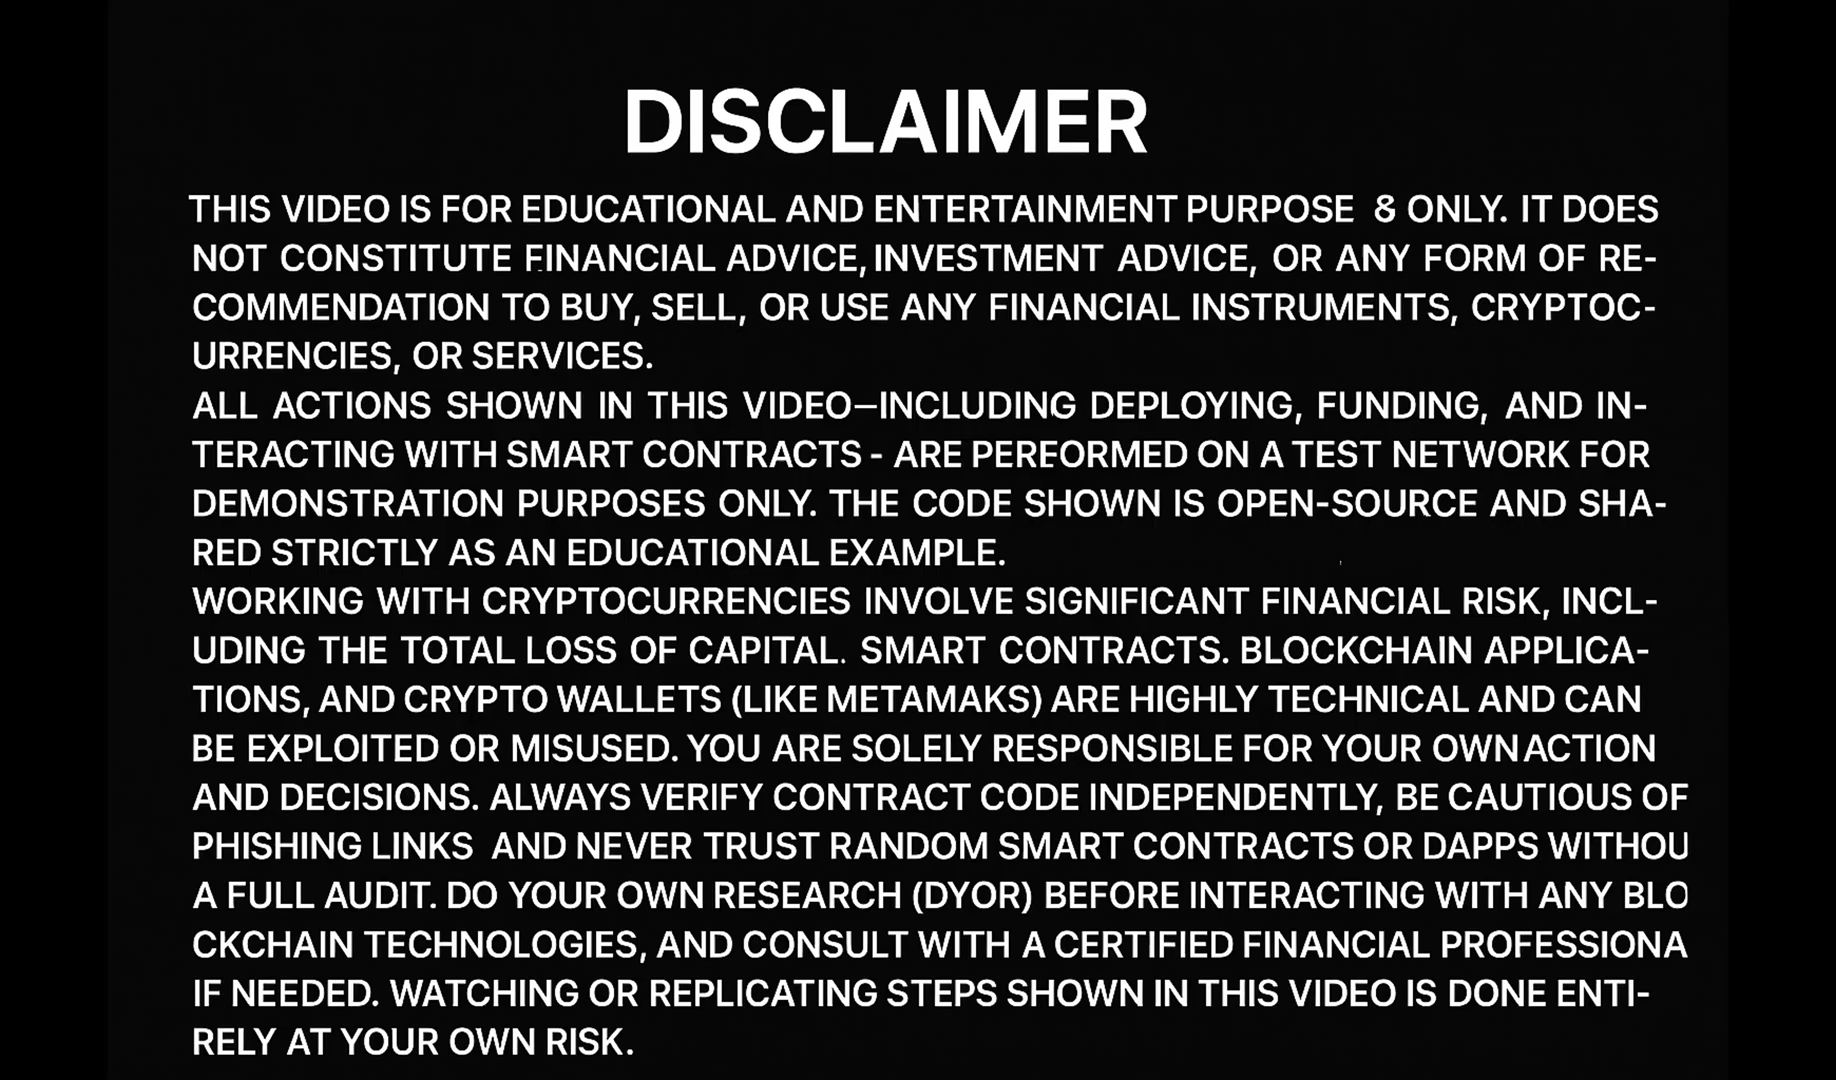 DISCLAIMER
THIS VIDEO IS FOR EDUCATIONAL AND ENTERTAINMENT PURPOSE & ONLY. IT DOES
NOT CONSTITUTE FINANCIAL ADVICE, INVESTMENT ADVICE, OR ANY FORM OF RE-
COMMENDATION TO BUY, SELL, OR USE ANY FINANCIAL INSTRUMENTS, CRYPTOC-
URRENCIES, OR SERVICES.
ALL ACTIONS SHOWN IN THIS VIDEO—INCLUDING DEPLOYING, FUNDING, AND IN-
TERACTING WITH SMART CONTRACTS - ARE PERFORMED ON A TEST NETWORK FOR
DEMONSTRATION PURPOSES ONLY. THE CODE SHOWN IS OPEN-SOURCE AND SHA-
RED STRICTLY AS AN EDUCATIONAL EXAMPLE.
WORKING WITH CRYPTOCURRENCIES INVOLVE SIGNIFICANT FINANCIAL RISK, INCL-
UDING THE TOTAL LOSS OF CAPITAL. SMART CONTRACTS. BLOCKCHAIN APPLICA-
TIONS, AND CRYPTO WALLETS (LIKE METAMAKS) ARE HIGHLY TECHNICAL AND CAN
BE EXPLOITED OR MISUSED. YOU ARE SOLELY RESPONSIBLE FOR YOUR OWN ACTION
AND DECISIONS. ALWAYS VERIFY CONTRACT CODE INDEPENDENTLY, BE CAUTIOUS OF
PHISHING LINKS AND NEVER TRUST RANDOM SMART CONTRACTS OR DAPPS WITHOU
A FULL AUDIT. DO YOUR OWN RESEARCH (DYOR) BEFORE INTERACTING WITH ANY BLO
CKCHAIN TECHNOLOGIES, AND CONSULT WITH A CERTIFIED FINANCIAL PROFESSIONA
IF NEEDED. WATCHING OR REPLICATING STEPS SHOWN IN THIS VIDEO IS DONE ENTI-
RELY AT YOUR OWN RISK.